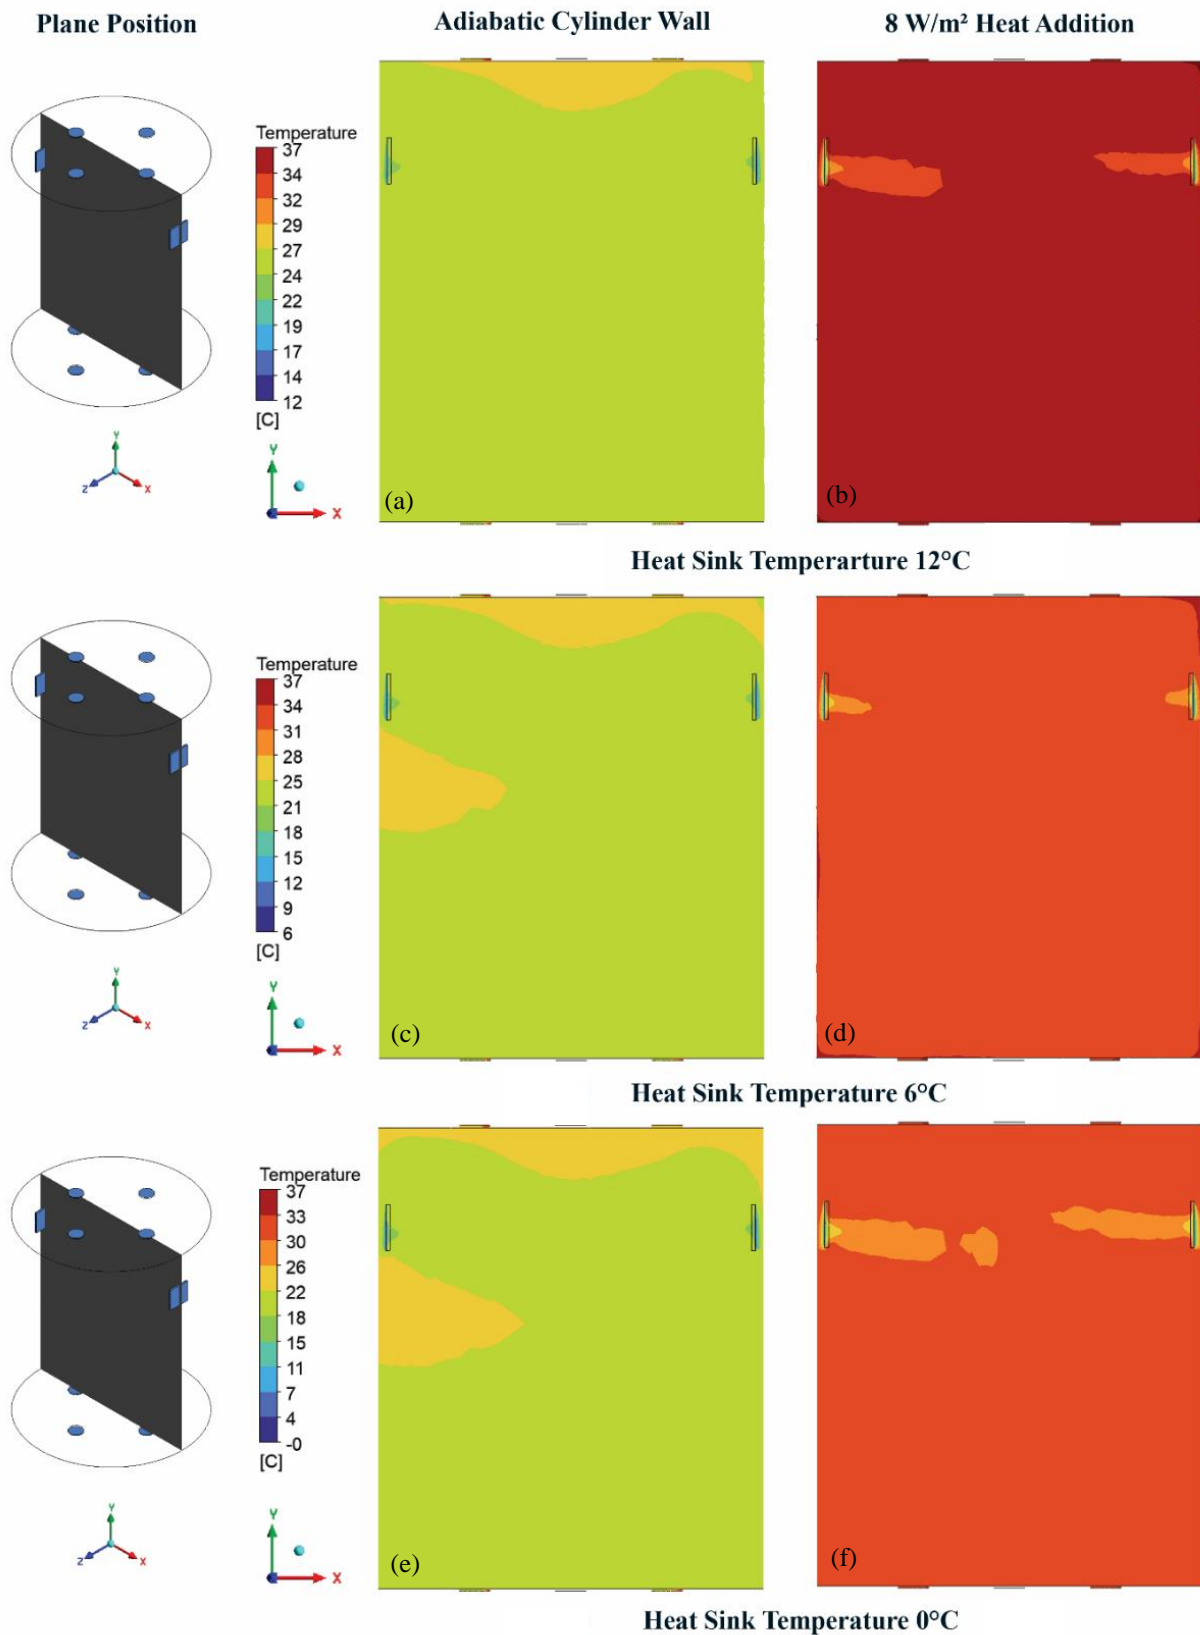 Plane Position
Adiabatic Cylinder Wall
8 W/m² Heat Addition
Temperature
37
34
32
29
27
24
22
19
17
14
12
[C]
Y
Z
X
Y
X
(a)
(b)
Heat Sink Temperarture 12°C
Temperature
37
34
31
28
25
21
18
15
12
9
6
[C]
Y
Z
X
Y
X
(c)
(d)
Heat Sink Temperature 6°C
Temperature
37
33
30
26
22
18
15
11
7
4
-0
[C]
Y
Z
X
Y
X
(e)
(f)
Heat Sink Temperature 0°C